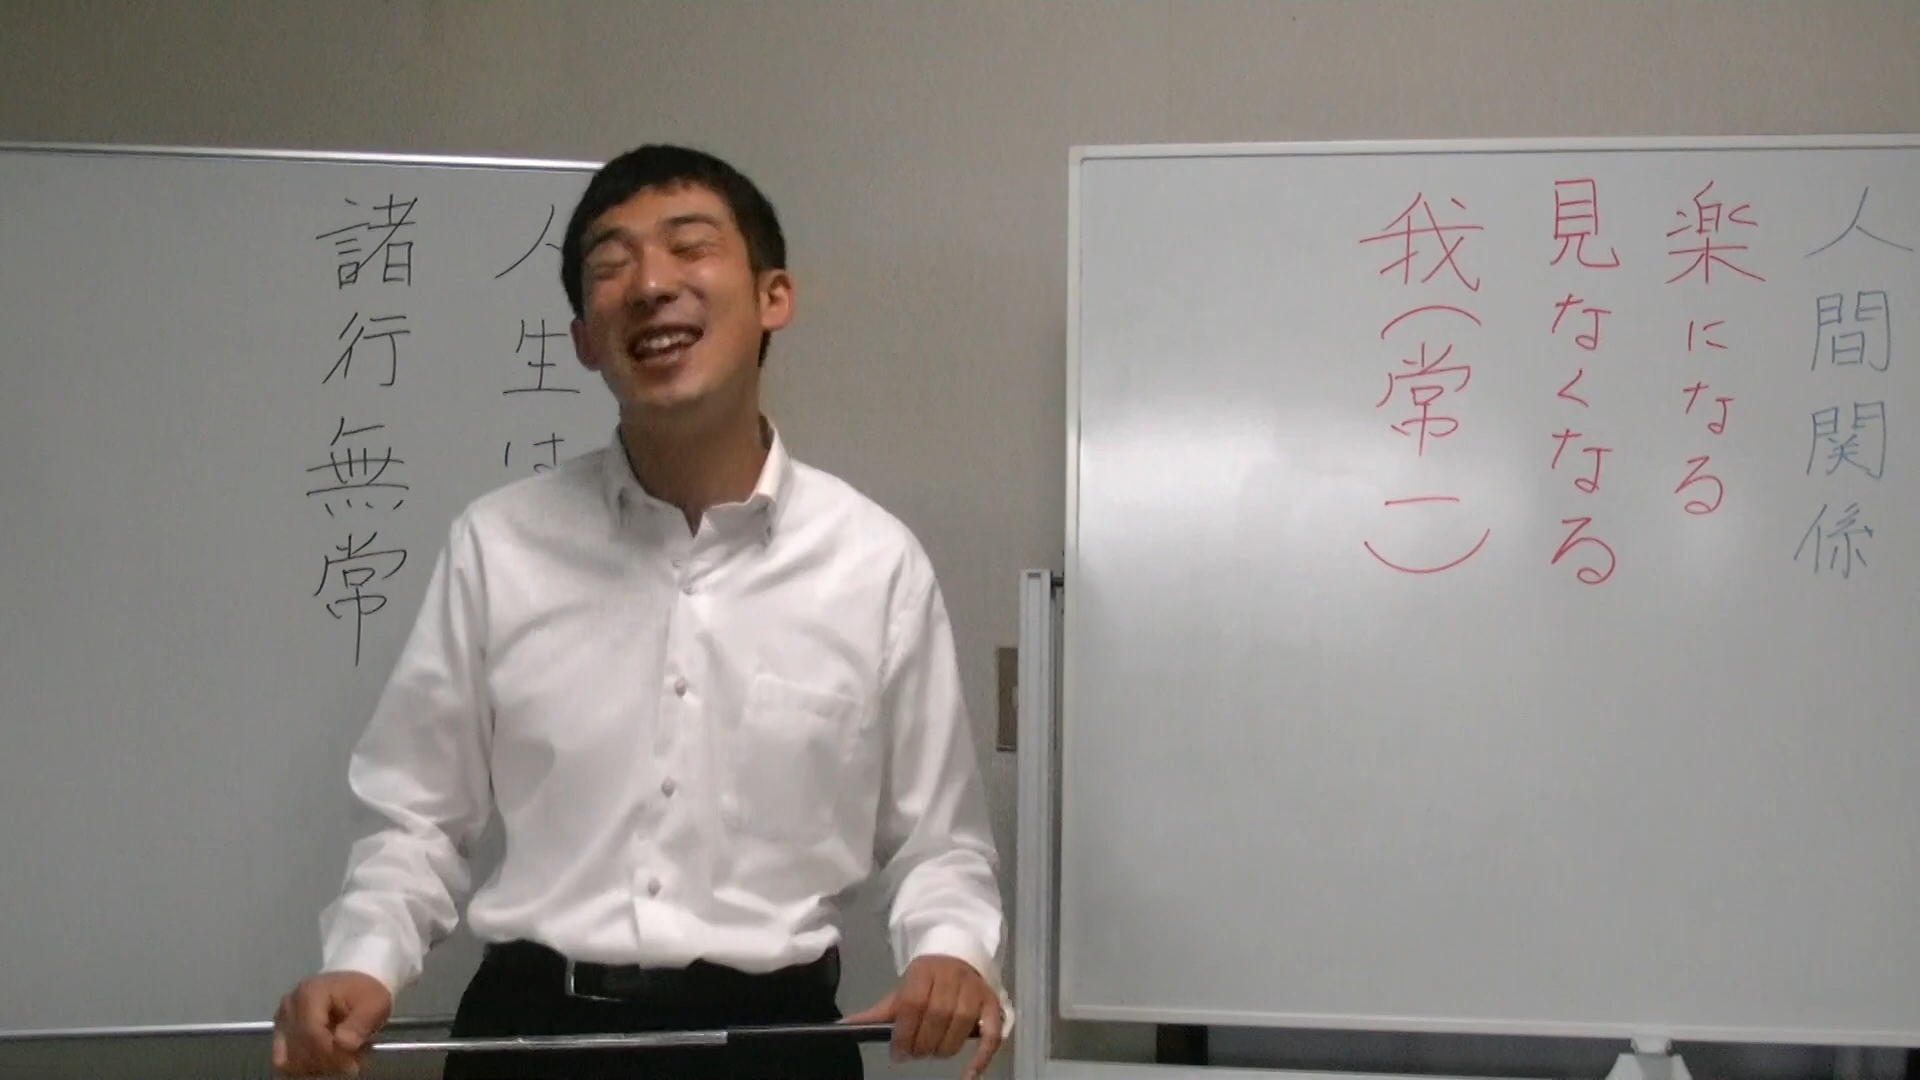 人間関係
楽になる
見なくなる
我(常一)
人生は
諸行無常